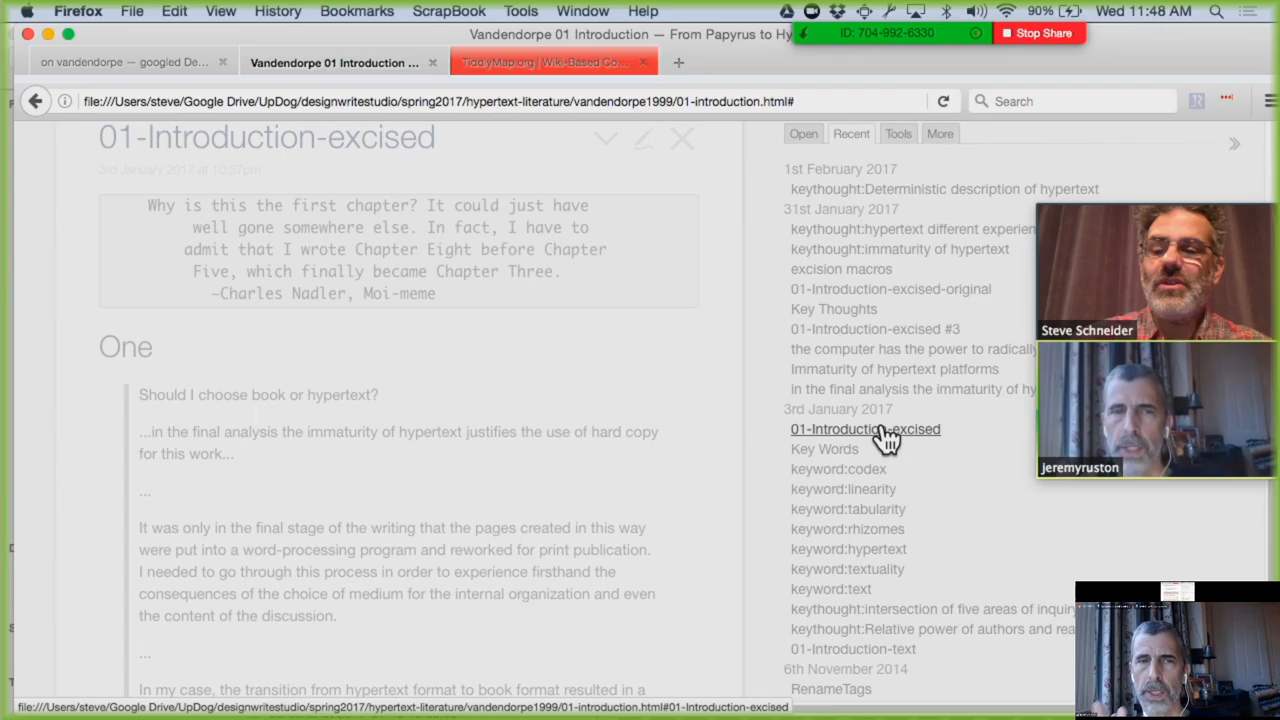 Firefox File Edit View History Bookmarks ScrapBook Tools Window Help 90% Wed 11:48 AM
Vandendorpe 01 Introduction — From Papyrus to Hy
ID: 704-992-6330 Stop Share
on vandendorpe — googled De... Vandendorpe 01 Introduction ... TiddlyMap.org | Wiki-Based Co...
file:///Users/steve/Google Drive/UpDog/designwritestudio/spring2017/hypertext-literature/vandendorpe1999/01-introduction.html# Search
01-Introduction-excised
3rd January 2017 at 10:37pm
Why is this the first chapter? It could just have
well gone somewhere else. In fact, I have to
admit that I wrote Chapter Eight before Chapter
Five, which finally became Chapter Three.
—Charles Nadler, Moi-meme
One
Should I choose book or hypertext?
...in the final analysis the immaturity of hypertext justifies the use of hard copy
for this work...
...
It was only in the final stage of the writing that the pages created in this way
were put into a word-processing program and reworked for print publication.
I needed to go through this process in order to experience firsthand the
consequences of the choice of medium for the internal organization and even
the content of the discussion.
...
In my case, the transition from hypertext format to book format resulted in a
Open Recent Tools More
1st February 2017
keythought:Deterministic description of hypertext
31st January 2017
keythought:hypertext different experien
keythought:immaturity of hypertext
excision macros
01-Introduction-excised-original
Key Thoughts
01-Introduction-excised #3
the computer has the power to radically
Immaturity of hypertext platforms
in the final analysis the immaturity of hy
3rd January 2017
01-Introduction-excised
Key Words
keyword:codex
keyword:linearity
keyword:tabularity
keyword:rhizomes
keyword:hypertext
keyword:textuality
keyword:text
keythought:intersection of five areas of inquiry
keythought:Relative power of authors and rea
01-Introduction-text
6th November 2014
RenameTags
Steve Schneider
jeremyruston
file:///Users/steve/Google Drive/UpDog/designwritestudio/spring2017/hypertext-literature/vandendorpe1999/01-introduction.html#01-Introduction-excised